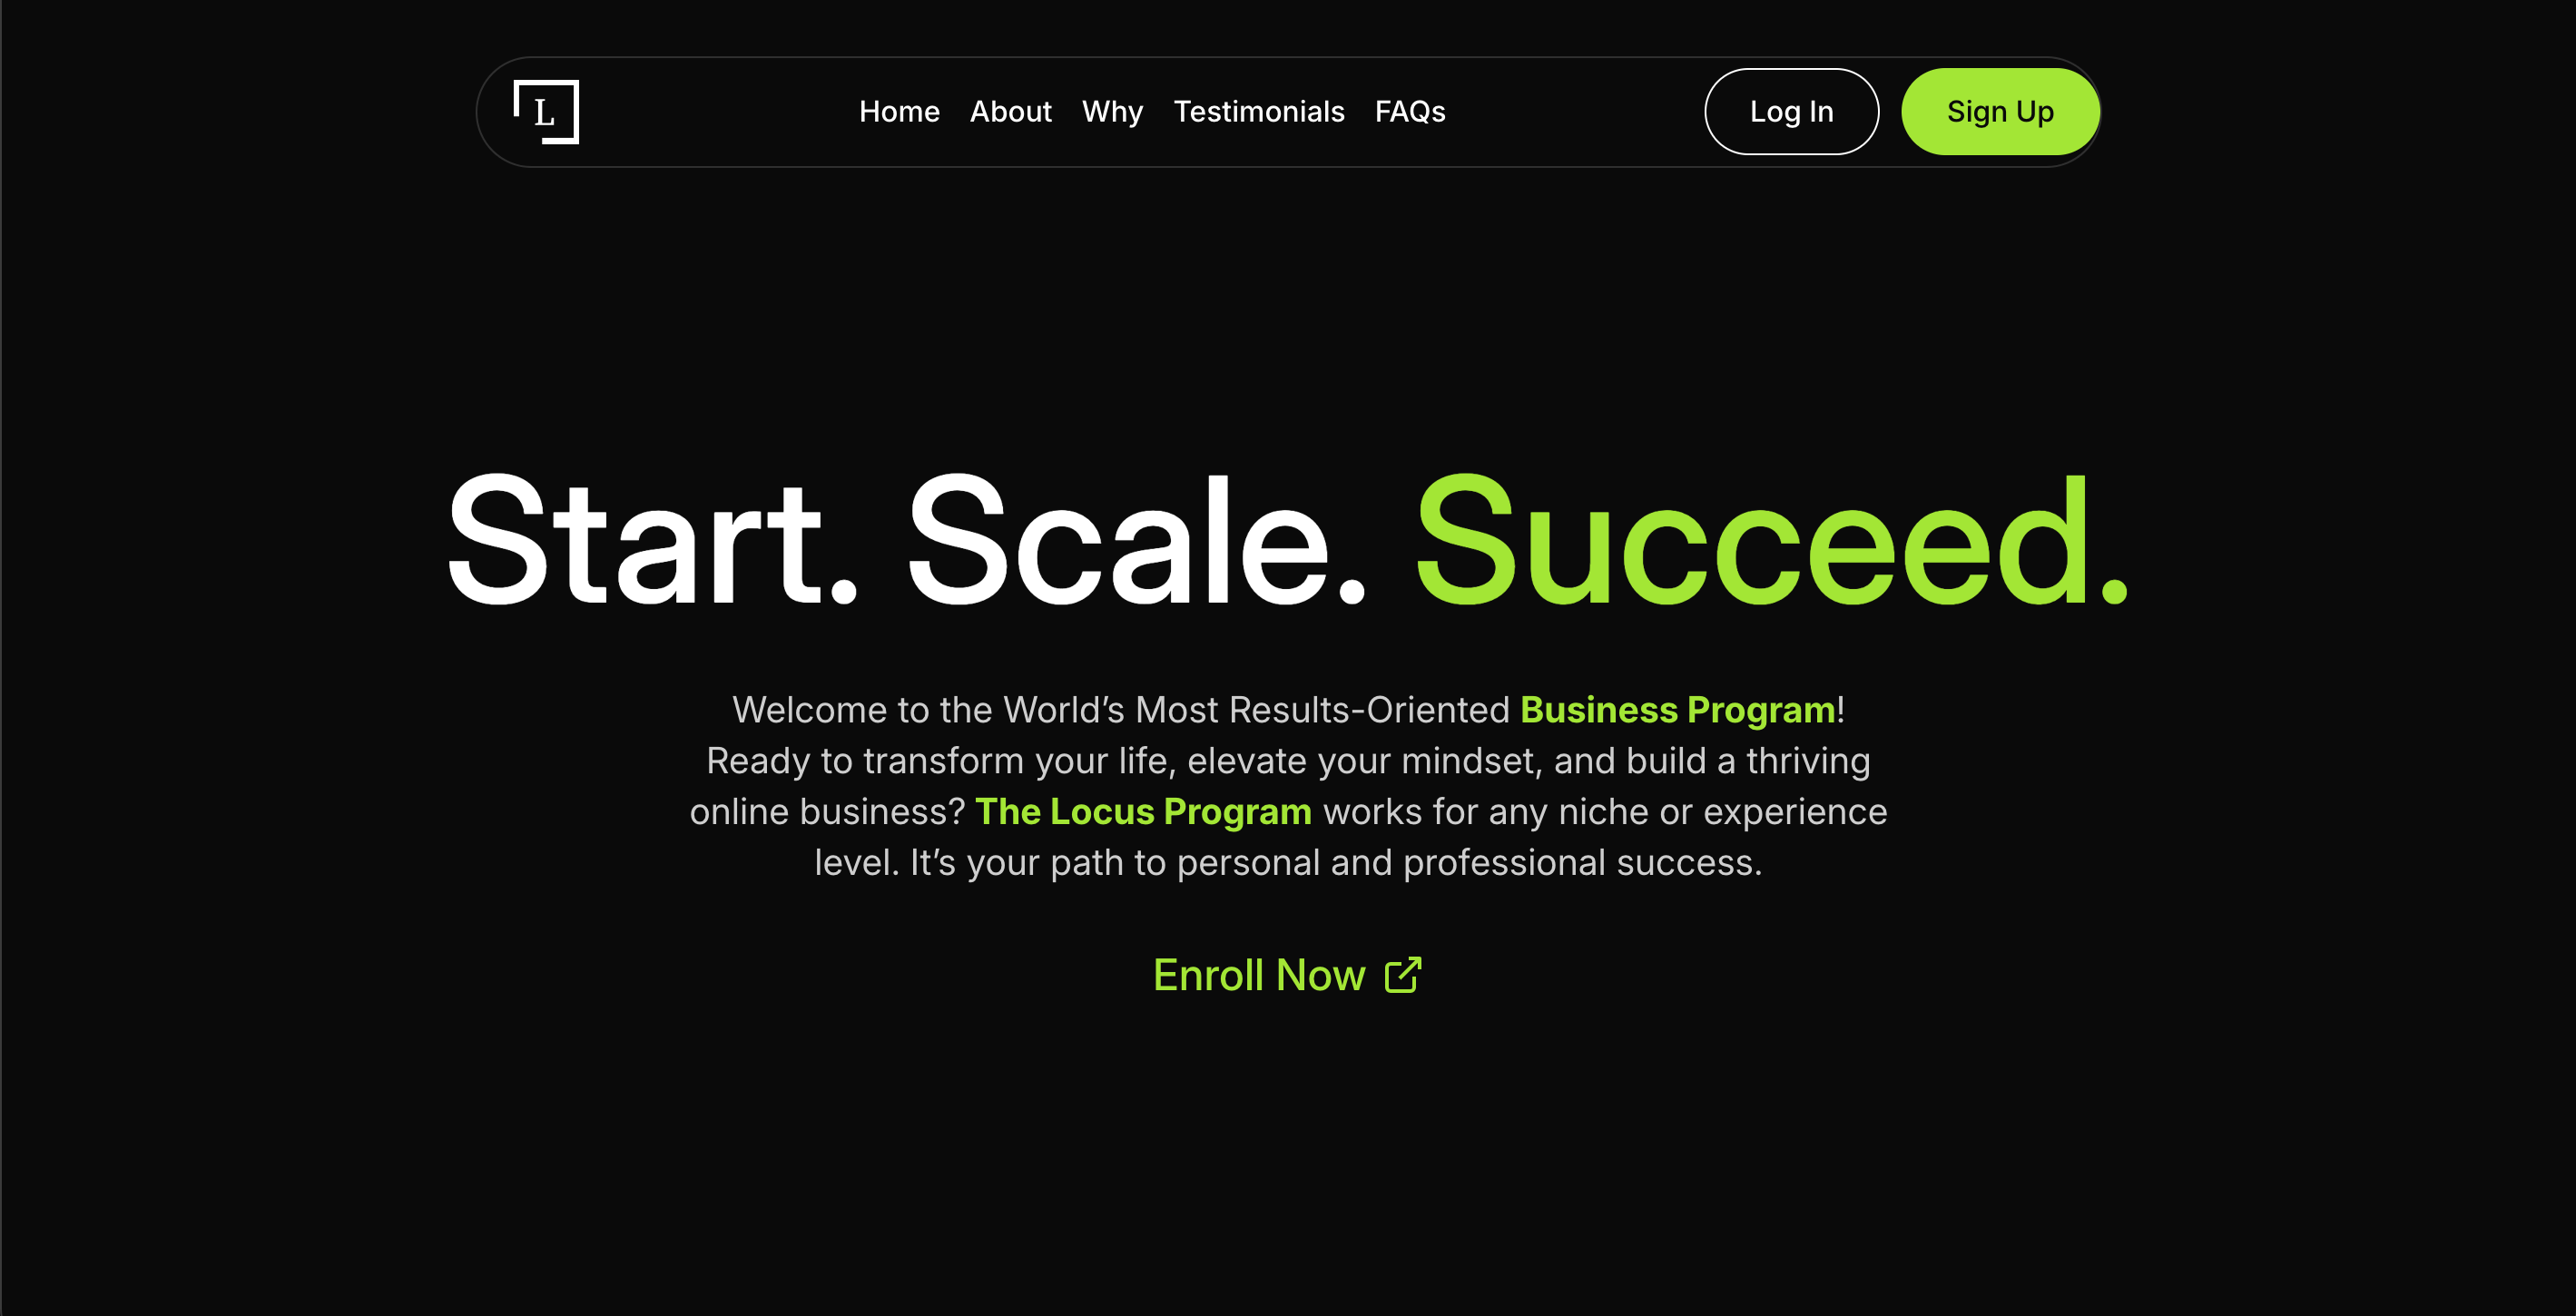 L
Home About Why Testimonials FAQs Log In Sign Up
Start. Scale. Succeed.
Welcome to the World’s Most Results-Oriented Business Program!
Ready to transform your life, elevate your mindset, and build a thriving
online business? The Locus Program works for any niche or experience
level. It’s your path to personal and professional success.
Enroll Now